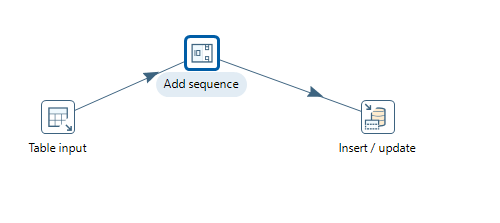 Add sequence
Table input
Insert / update